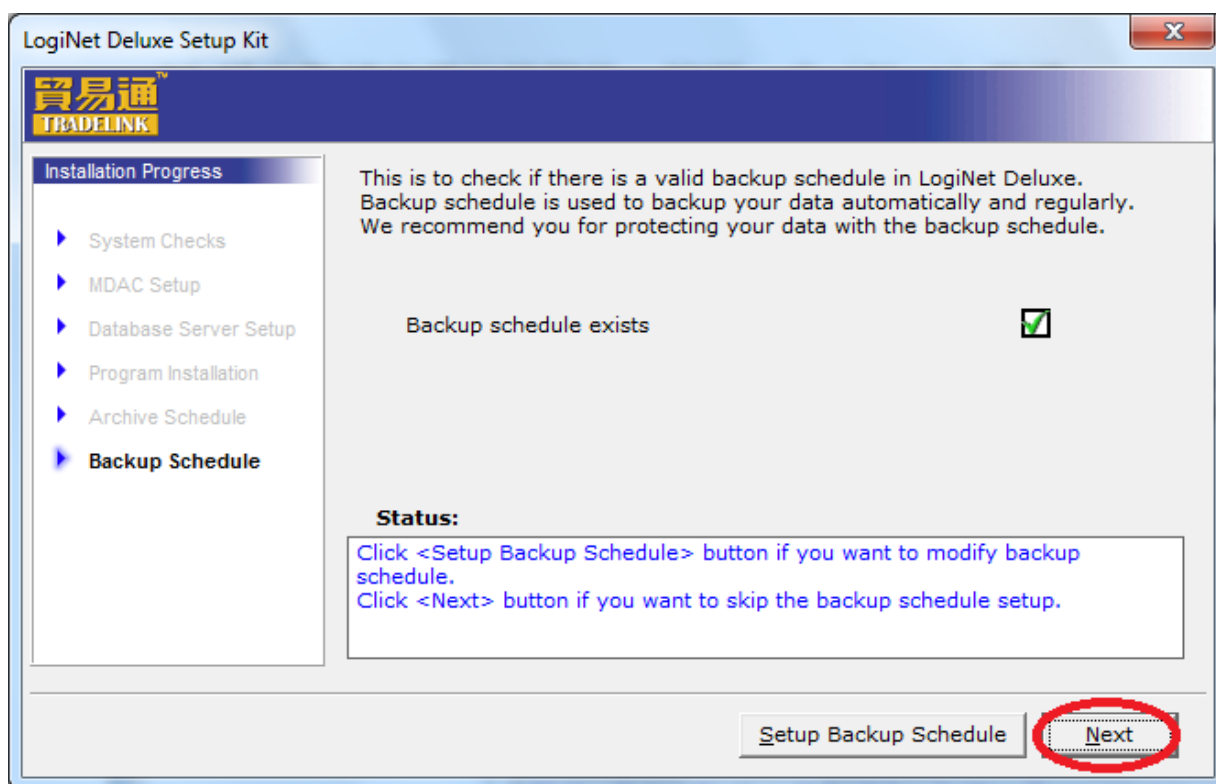 LogiNet Deluxe Setup Kit
貿易通™
TRADELINK
Installation Progress
System Checks
MDAC Setup
Database Server Setup
Program Installation
Archive Schedule
Backup Schedule
This is to check if there is a valid backup schedule in LogiNet Deluxe.
Backup schedule is used to backup your data automatically and regularly.
We recommend you for protecting your data with the backup schedule.
Backup schedule exists
Status:
Click <Setup Backup Schedule> button if you want to modify backup
schedule.
Click <Next> button if you want to skip the backup schedule setup.
Setup Backup Schedule
Next